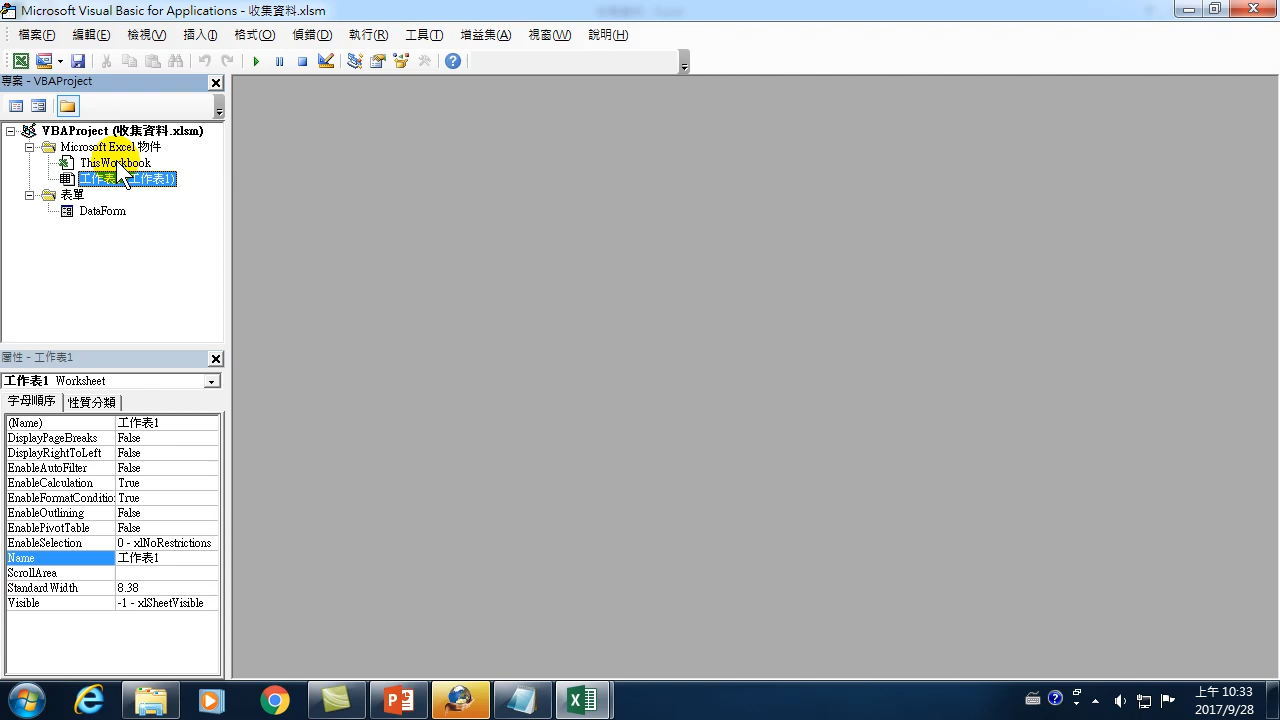 Microsoft Visual Basic for Applications - 收集資料.xlsm
檔案(F) 編輯(E) 檢視(V) 插入(I) 格式(O) 偵錯(D) 執行(R) 工具(T) 增益集(A) 視窗(W) 說明(H)
專案 - VBAProject
VBAProject (收集資料.xlsm)
Microsoft Excel 物件
ThisWorkbook
工作表1)
表單
DataForm
屬性 - 工作表1
工作表1 Worksheet
字母順序 性質分類
(Name) 工作表1
DisplayPageBreaks False
DisplayRightToLeft False
EnableAutoFilter False
EnableCalculation True
EnableFormatConditio True
EnableOutlining False
EnablePivotTable False
EnableSelection 0 - xlNoRestrictions
Name 工作表1
ScrollArea
StandardWidth 8.38
Visible -1 - xlSheetVisible
上午 10:33
2017/9/28